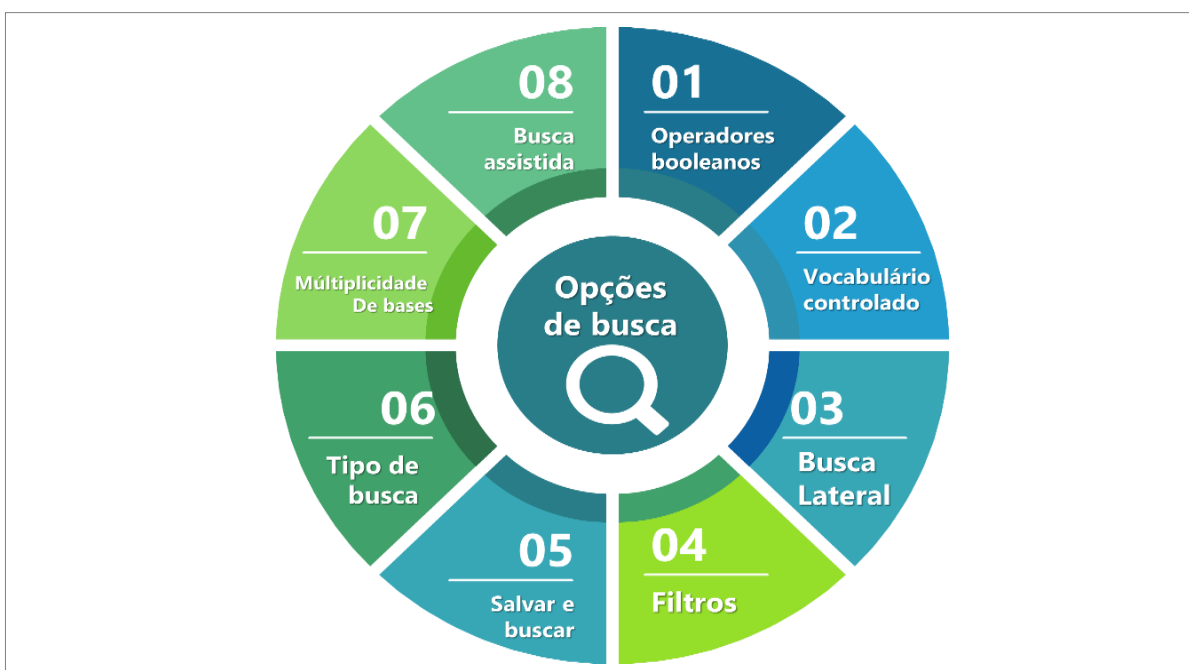 Opções
de busca
01
Operadores
booleanos
02
Vocabulário
controlado
03
Busca
Lateral
04
Filtros
05
Salvar e
buscar
06
Tipo de
busca
07
Múltiplicidade
De bases
08
Busca
assistida